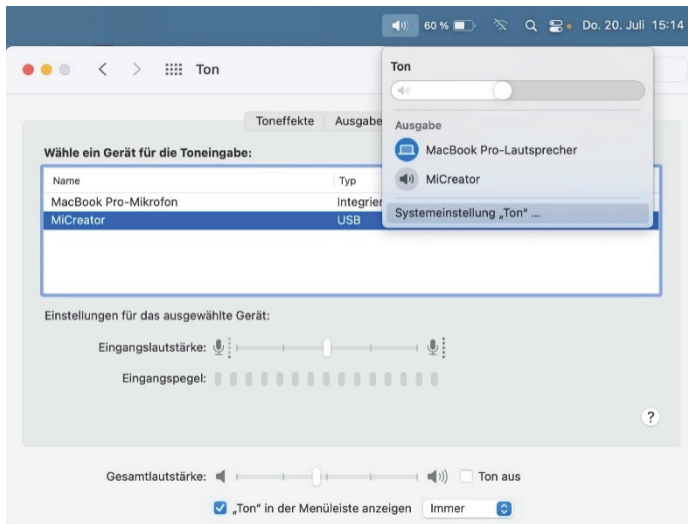 60 % Do. 20. Juli 15:14
Ton
Toneffekte Ausgabe
Wähle ein Gerät für die Toneingabe:
Name Typ
MacBook Pro-Mikrofon Integrier
MiCreator USB
Einstellungen für das ausgewählte Gerät:
Eingangslautstärke:
Eingangspegel:
?
Gesamtlautstärke: Ton aus
„Ton“ in der Menüleiste anzeigen Immer
Ton
Ausgabe
MacBook Pro-Lautsprecher
MiCreator
Systemeinstellung „Ton“ ...